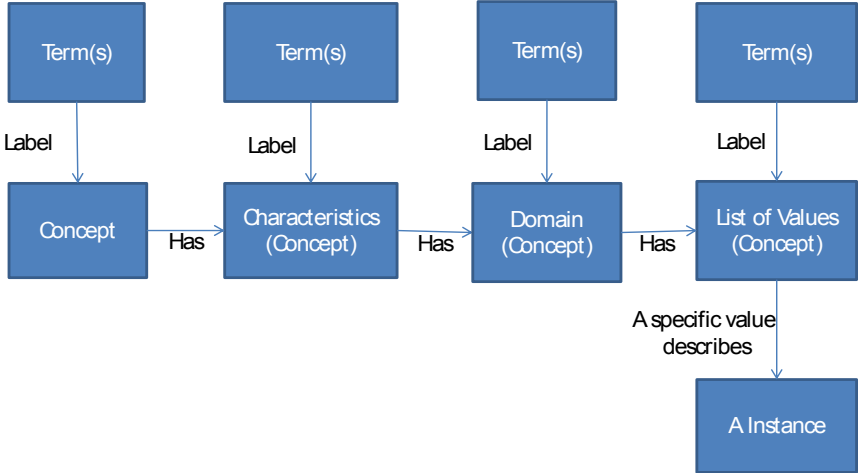 Term(s)
Term(s)
Term(s)
Term(s)
Label
Label
Label
Label
Concept
Has
Characteristics
(Concept)
Has
Domain
(Concept)
Has
List of Values
(Concept)
A specific value
describes
A Instance